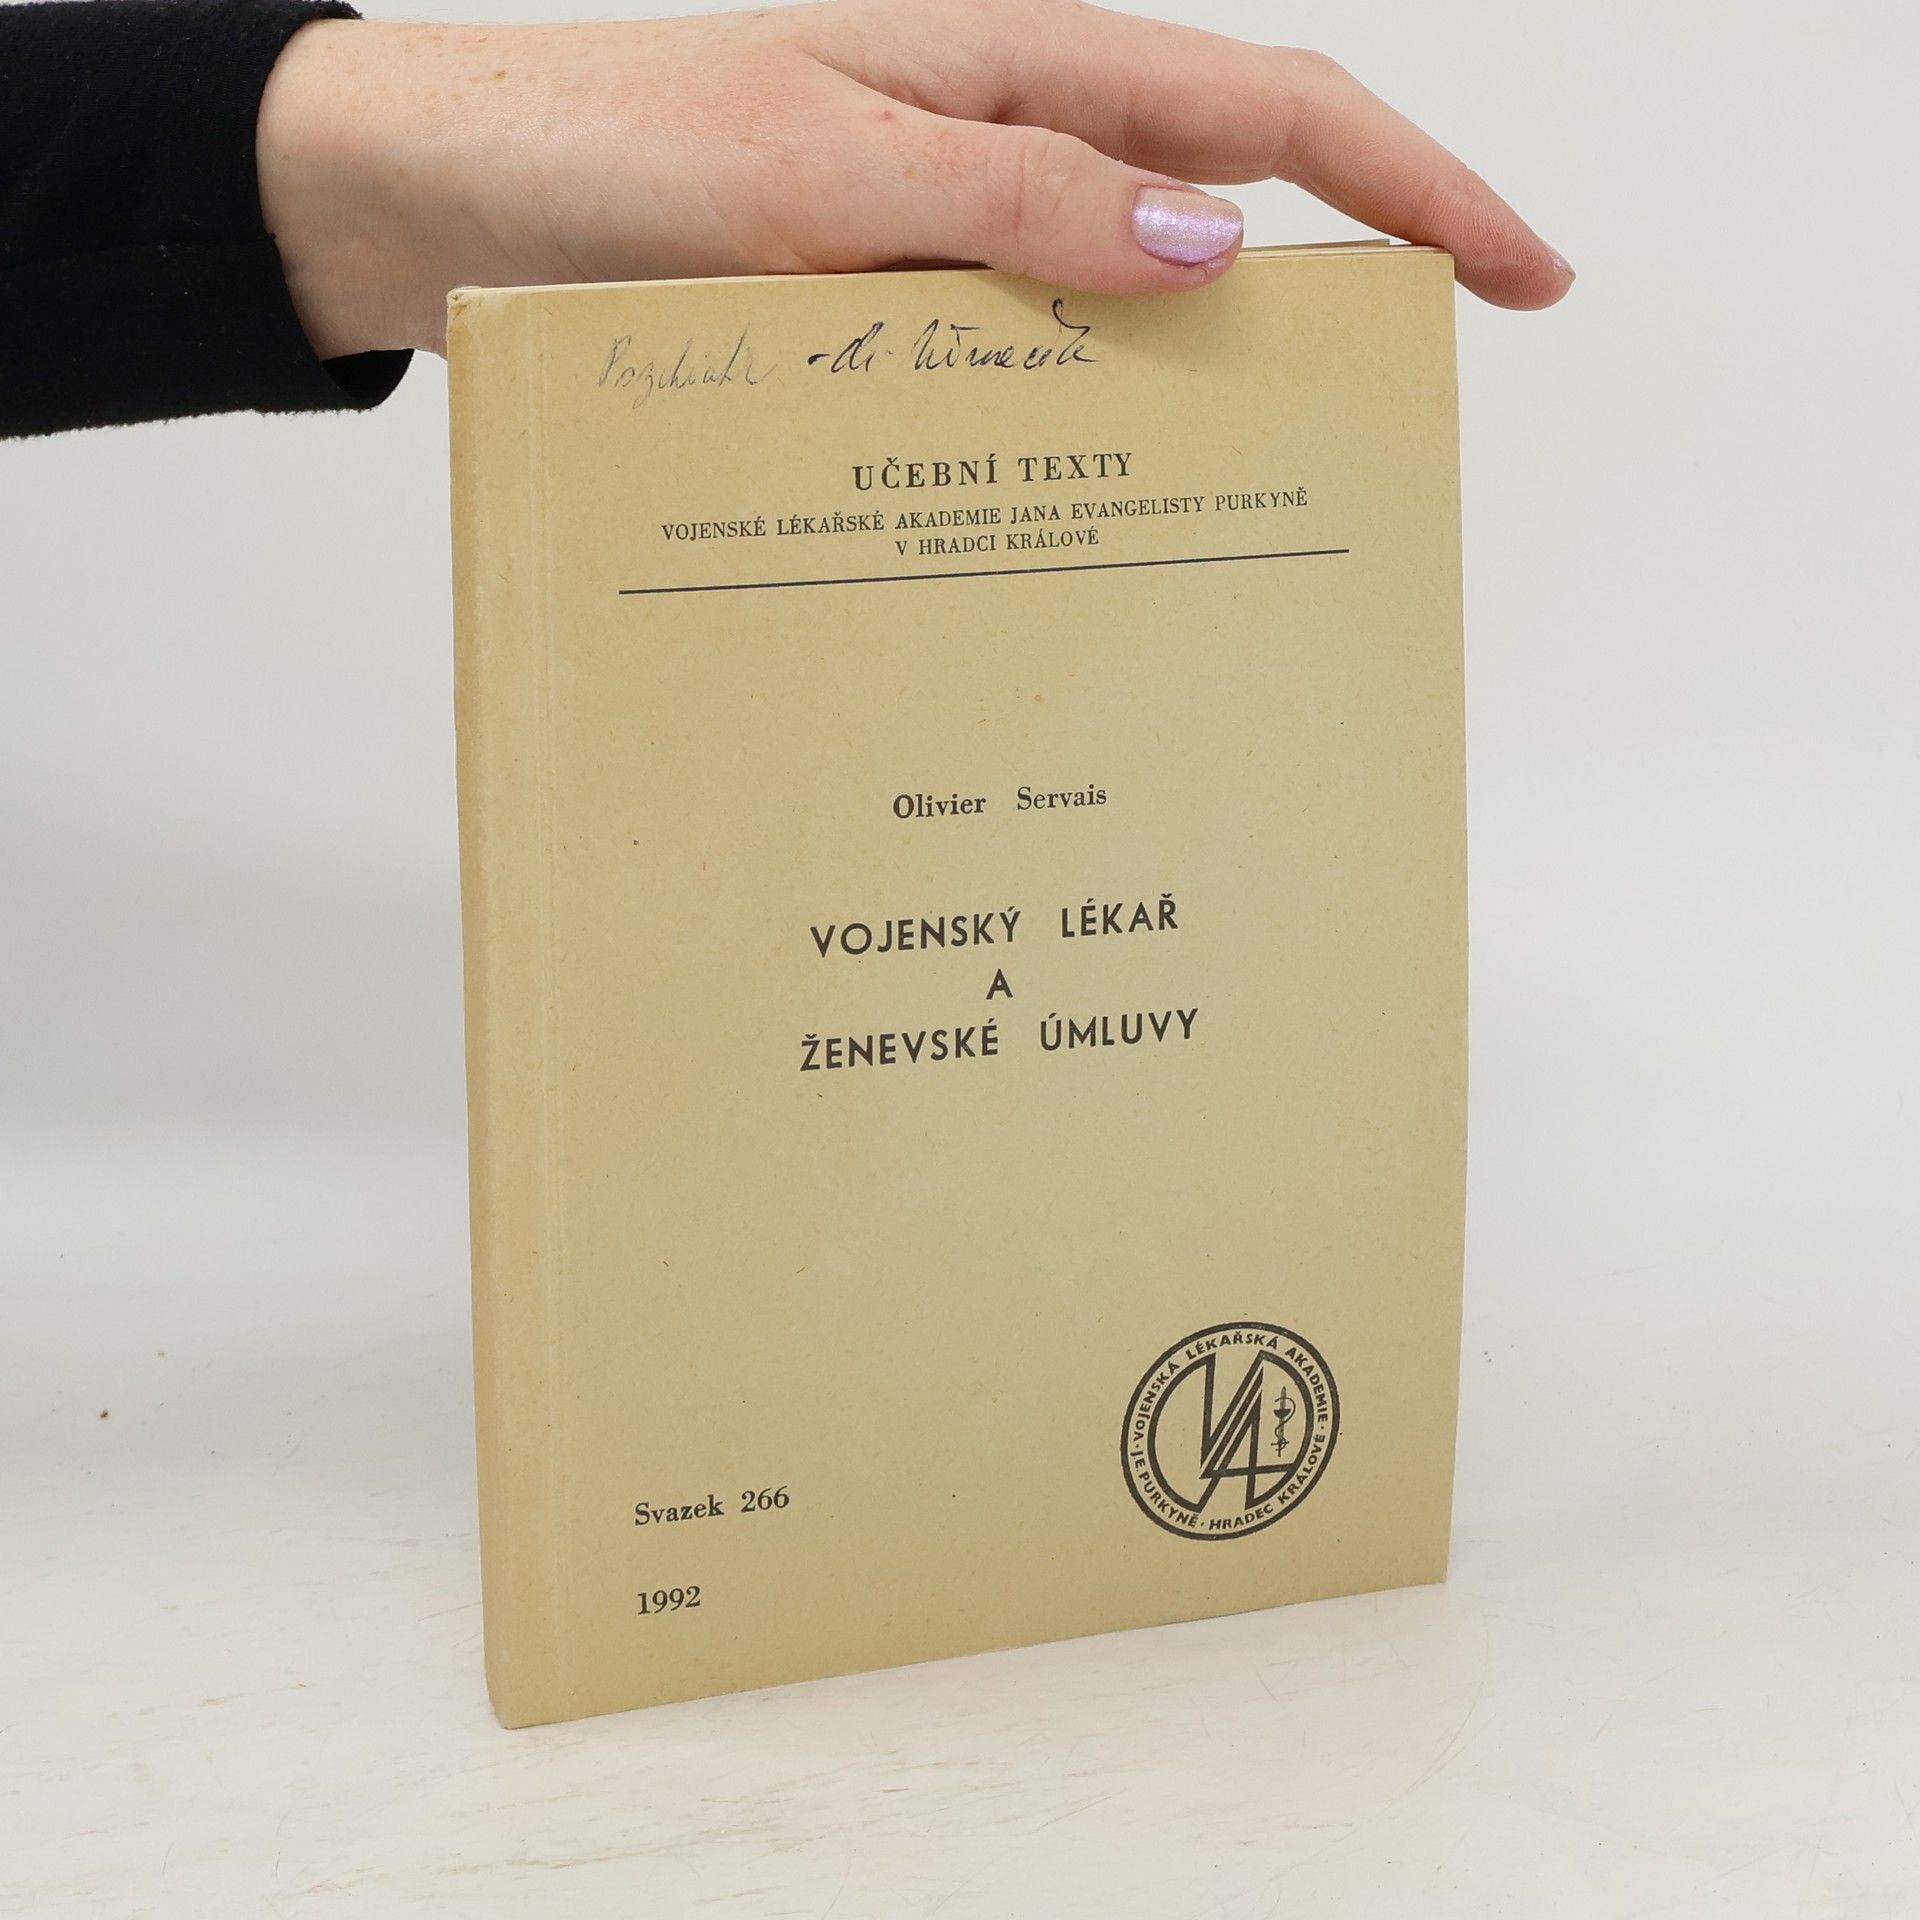 UČEBNÍ TEXTY
VOJENSKÉ LÉKAŘSKÉ AKADEMIE JANA EVANGELISTY PURKYNĚ
V HRADCI KRÁLOVÉ
Olivier Servais
VOJENSKÝ LÉKAŘ
A
ŽENEVSKÉ ÚMLUVY
VOJENSKÁ LÉKAŘSKÁ AKADEMIE · J.E.PURKYNĚ · HRADEC KRÁLOVÉ ·
Svazek 266
1992